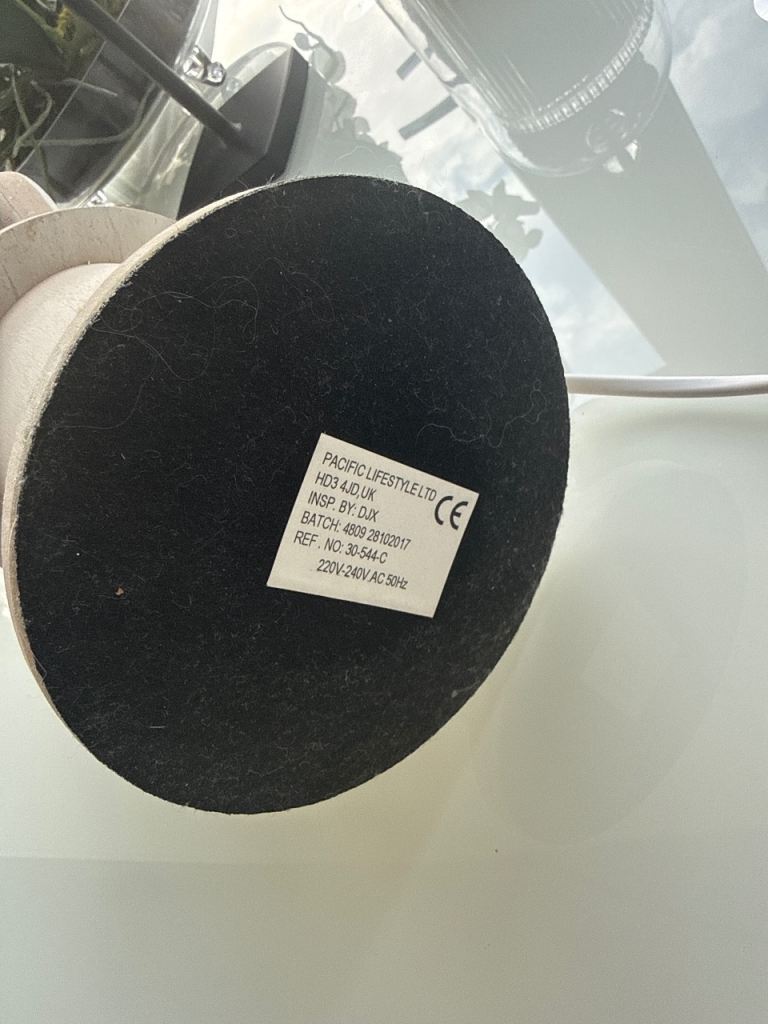 PACIFIC LIFESTYLE LTD
HD3 4JD,UK
INSP. BY: DJX
BATCH: 4809 28102017
REF . NO: 30-544-C
220V-240V.AC 50Hz
CE